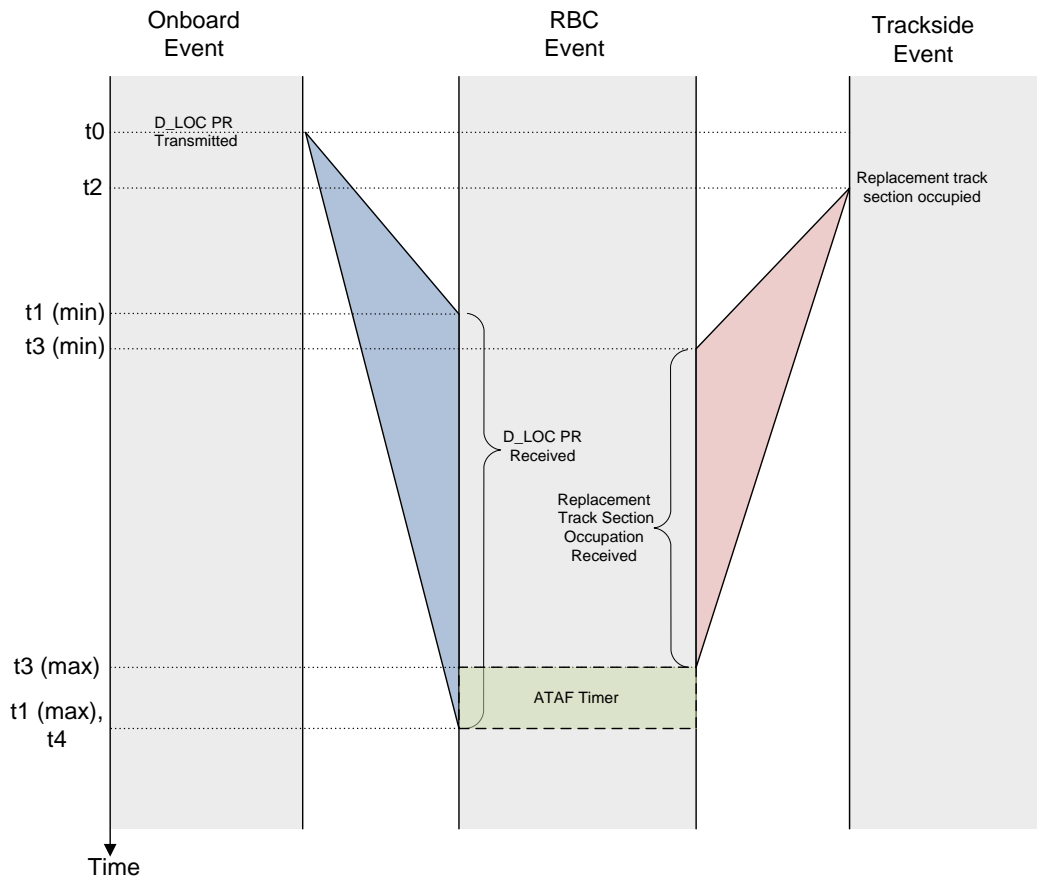 Onboard
Event
RBC
Event
Trackside
Event
t0
D_LOC PR
Transmitted
t2
Replacement track
section occupied
t1 (min)
t3 (min)
D_LOC PR
Received
Replacement
Track Section
Occupation
Received
t3 (max)
ATAF Timer
t1 (max),
t4
Time